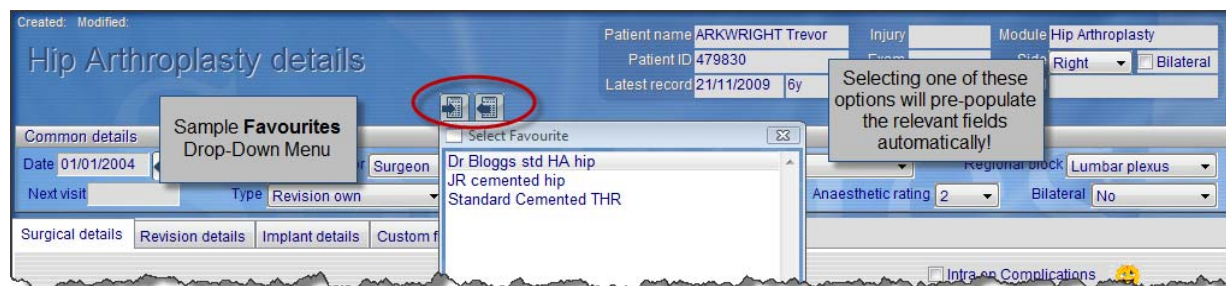 Created: Modified:
Hip Arthroplasty details
Patient name ARKWRIGHT Trevor Injury Module Hip Arthroplasty
Patient ID 479830 Right Bilateral
Latest record 21/11/2009 6y
Selecting one of these
options will pre-populate
the relevant fields
automatically!
Sample Favourites
Drop-Down Menu
Select Favourite
Dr Bloggs std HA hip
JR cemented hip
Standard Cemented THR
Common details
Date 01/01/2004 Surgeon Regional block Lumbar plexus
Next visit Type Revision own Anaesthetic rating 2 Bilateral No
Surgical details Revision details Implant details Custom f
Intra op Complications